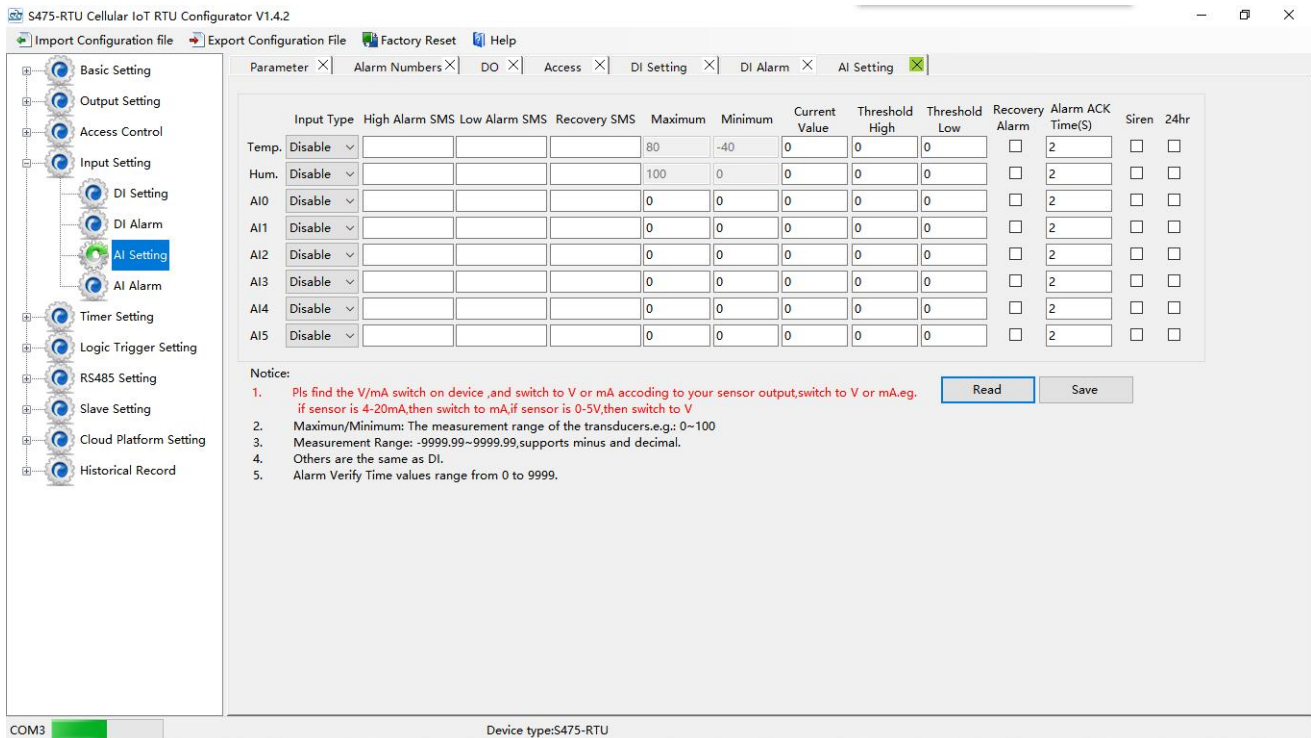 S475-RTU Cellular IoT RTU Configurator V1.4.2
Import Configuration file Export Configuration File Factory Reset Help
Basic Setting
Output Setting
Access Control
Input Setting
DI Setting
DI Alarm
AI Setting
AI Alarm
Timer Setting
Logic Trigger Setting
RS485 Setting
Slave Setting
Cloud Platform Setting
Historical Record
Parameter Alarm Numbers DO Access DI Setting DI Alarm AI Setting
Input Type High Alarm SMS Low Alarm SMS Recovery SMS Maximum Minimum Current Value Threshold High Threshold Low Recovery Alarm Alarm ACK Time(S) Siren 24hr
Temp. Disable 80 -40 0 0 0 2
Hum. Disable 100 0 0 0 0 2
AI0 Disable 0 0 0 0 0 2
AI1 Disable 0 0 0 0 0 2
AI2 Disable 0 0 0 0 0 2
AI3 Disable 0 0 0 0 0 2
AI4 Disable 0 0 0 0 0 2
AI5 Disable 0 0 0 0 0 2
Notice:
1. Pls find the V/mA switch on device ,and switch to V or mA accoding to your sensor output,switch to V or mA.eg.
if sensor is 4-20mA,then switch to mA,if sensor is 0-5V,then switch to V
2. Maximun/Minimum: The measurement range of the transducers.e.g.: 0~100
3. Measurement Range: -9999.99~9999.99,supports minus and decimal.
4. Others are the same as DI.
5. Alarm Verify Time values range from 0 to 9999.
Read Save
COM3 Device type:S475-RTU